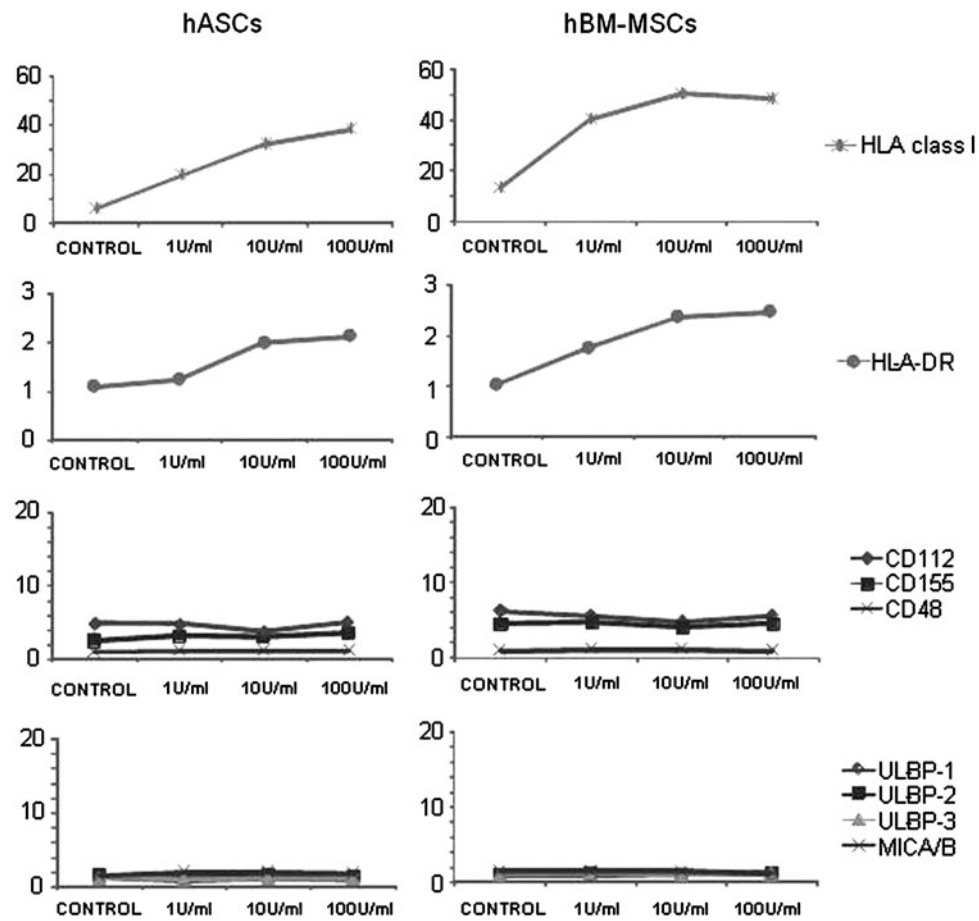 hASCs hBM-MSCs
60
40
20
0
CONTROL 1U/ml 10U/ml 100U/ml
60
40
20
0
CONTROL 1U/ml 10U/ml 100U/ml
HLA class I
3
2
1
0
CONTROL 1U/ml 10U/ml 100U/ml
3
2
1
0
CONTROL 1U/ml 10U/ml 100U/ml
HLA-DR
20
10
0
CONTROL 1U/ml 10U/ml 100U/ml
20
10
0
CONTROL 1U/ml 10U/ml 100U/ml
CD112
CD155
CD48
20
10
0
CONTROL 1U/ml 10U/ml 100U/ml
20
10
0
CONTROL 1U/ml 10U/ml 100U/ml
ULBP-1
ULBP-2
ULBP-3
MICA/B